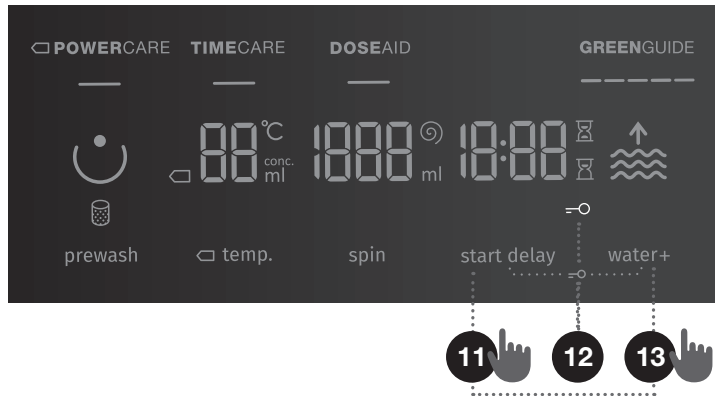 POWERCARE TIMECARE DOSEAID GREENGUIDE
88 °C 1888 18:88
conc.
ml ml
prewash temp. spin start delay water+
11 12 13